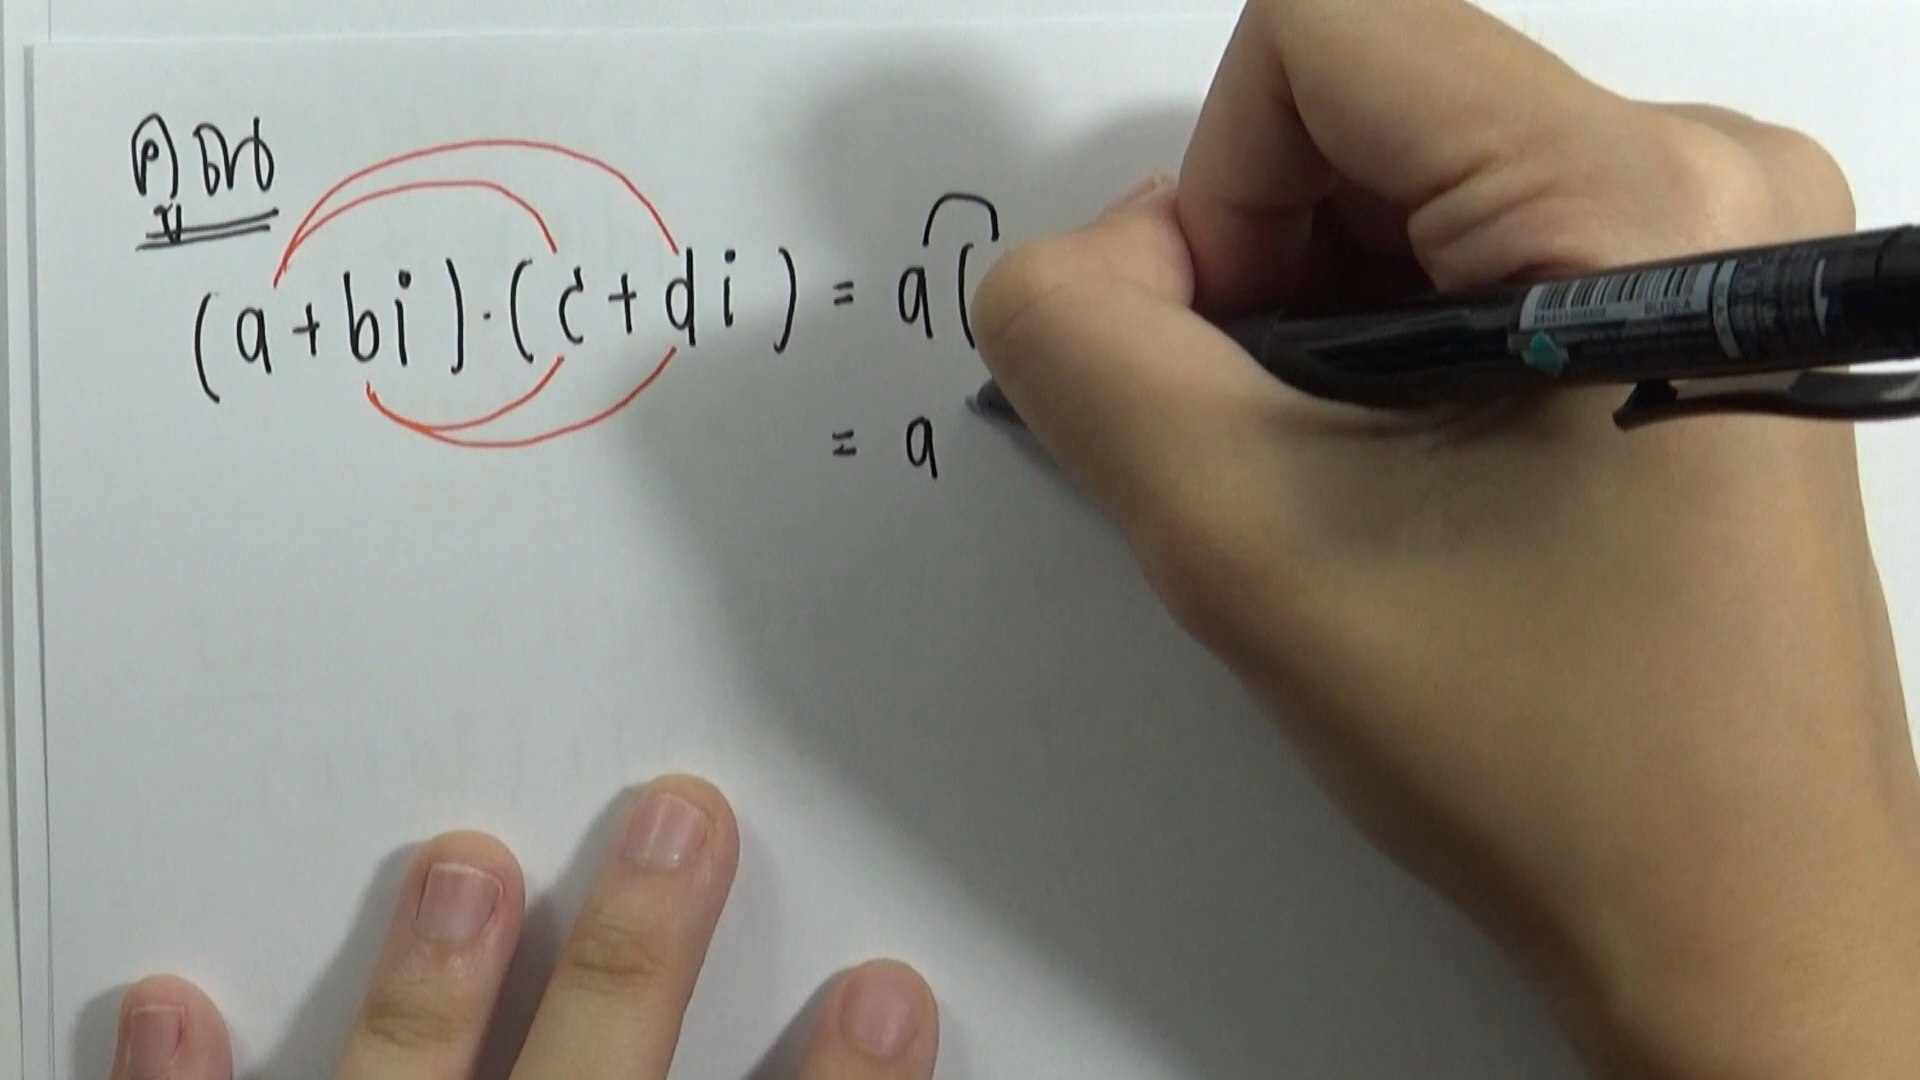 (a+bi)·(c+di) = a(
= a